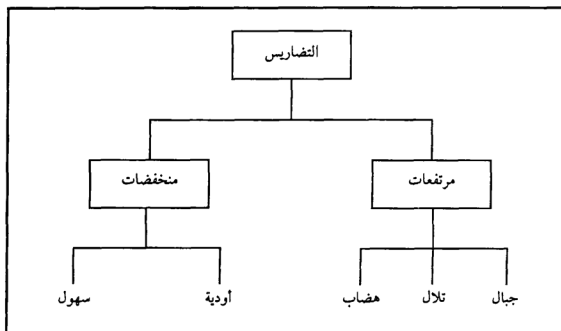 التضاريس
مرتفعات
منخفضات
جبال
تلال
هضاب
أودية
سهول